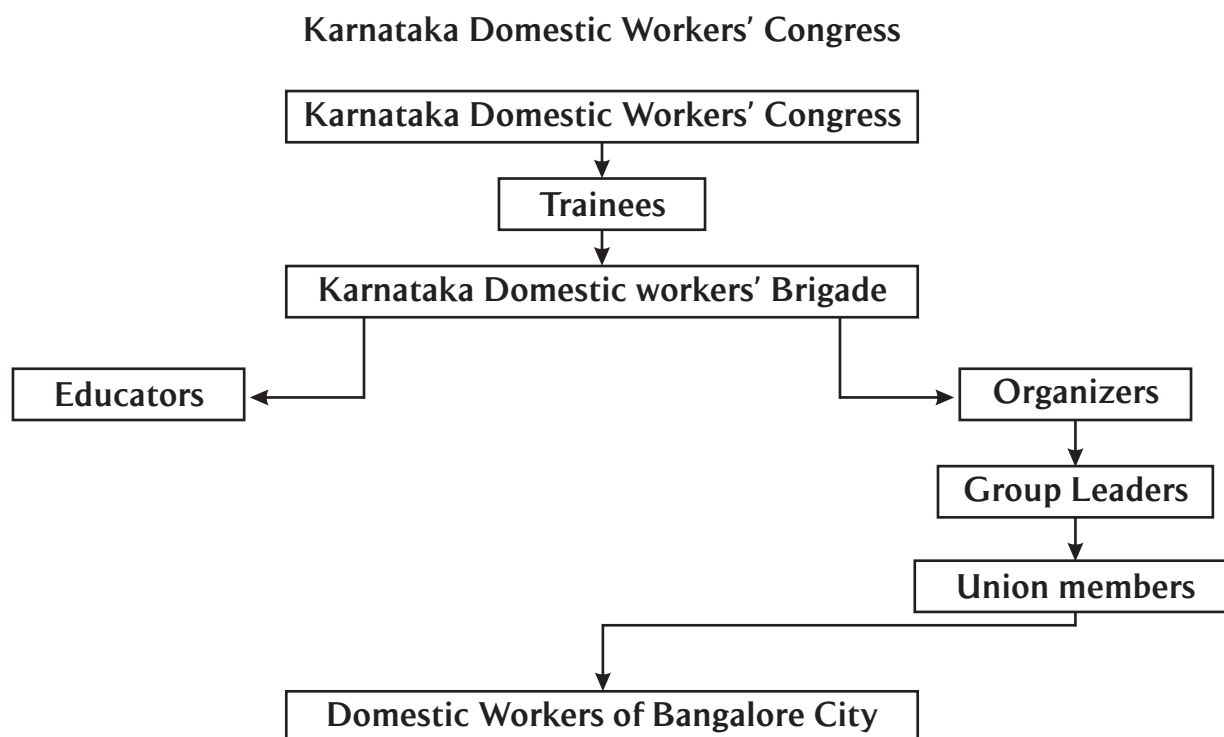 Karnataka Domestic Workers’ Congress
Karnataka Domestic Workers’ Congress
Trainees
Karnataka Domestic workers’ Brigade
Educators
Organizers
Group Leaders
Union members
Domestic Workers of Bangalore City